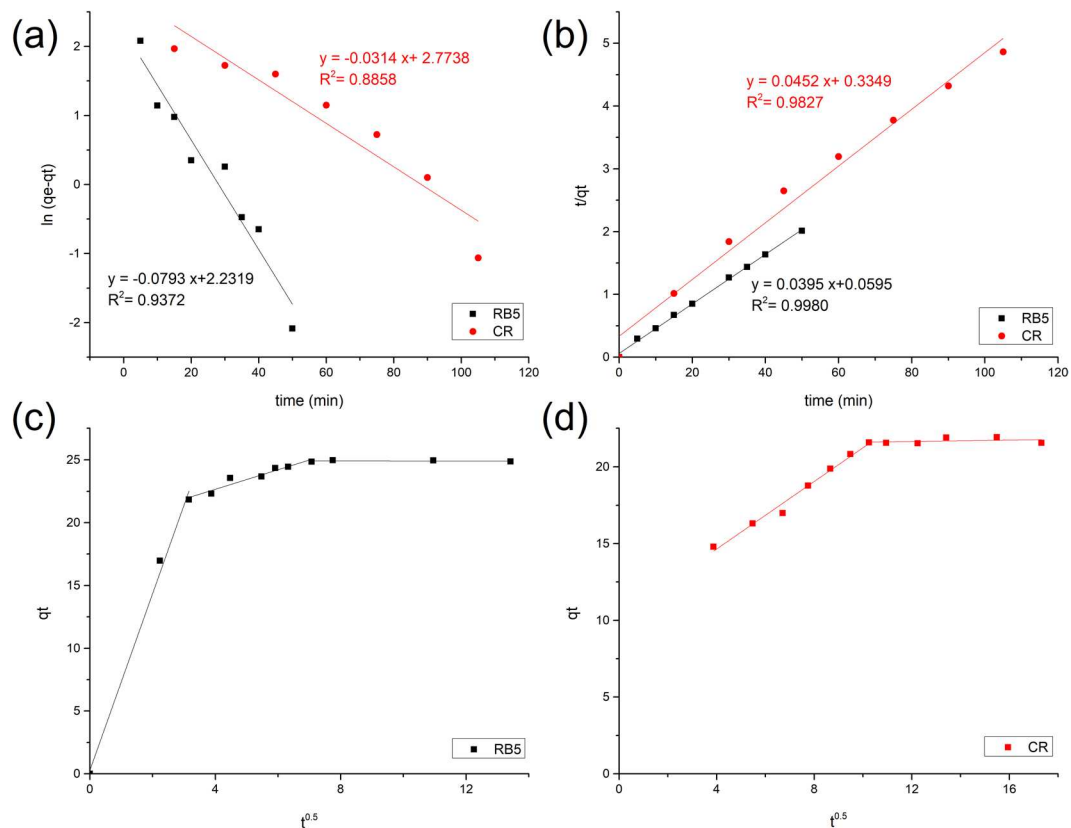 (a)
2
1
0
-1
-2
ln (qe-qt)
y = -0.0314 x+ 2.7738
R²= 0.8858
y = -0.0793 x+2.2319
R²= 0.9372
RB5
CR
0 20 40 60 80 100 120
time (min)
(b)
5
4
3
2
1
0
t/qt
y = 0.0452 x+ 0.3349
R²= 0.9827
y = 0.0395 x+0.0595
R²= 0.9980
RB5
CR
0 20 40 60 80 100 120
time (min)
(c)
25
20
15
10
5
0
qt
RB5
0 4 8 12
t^0.5
(d)
20
15
10
5
0
qt
CR
0 4 8 12 16
t^0.5